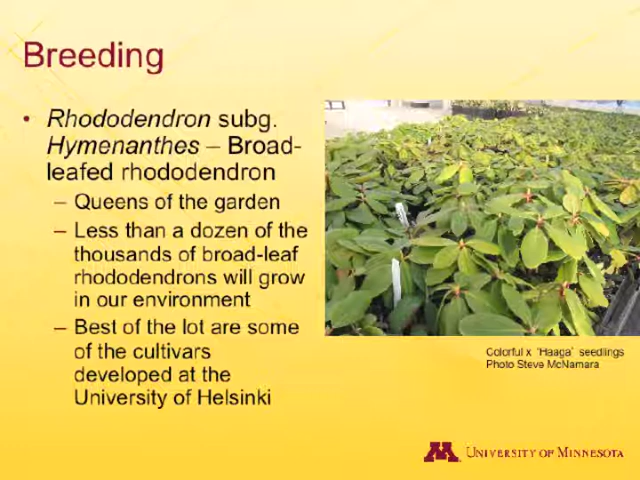 Breeding
• Rhododendron subg.
Hymenanthes – Broad-
leafed rhododendron
– Queens of the garden
– Less than a dozen of the
thousands of broad-leaf
rhododendrons will grow
in our environment
– Best of the lot are some
of the cultivars
developed at the
University of Helsinki
Colorful x 'Haaga' seedlings
Photo Steve McNamara
M UNIVERSITY OF MINNESOTA